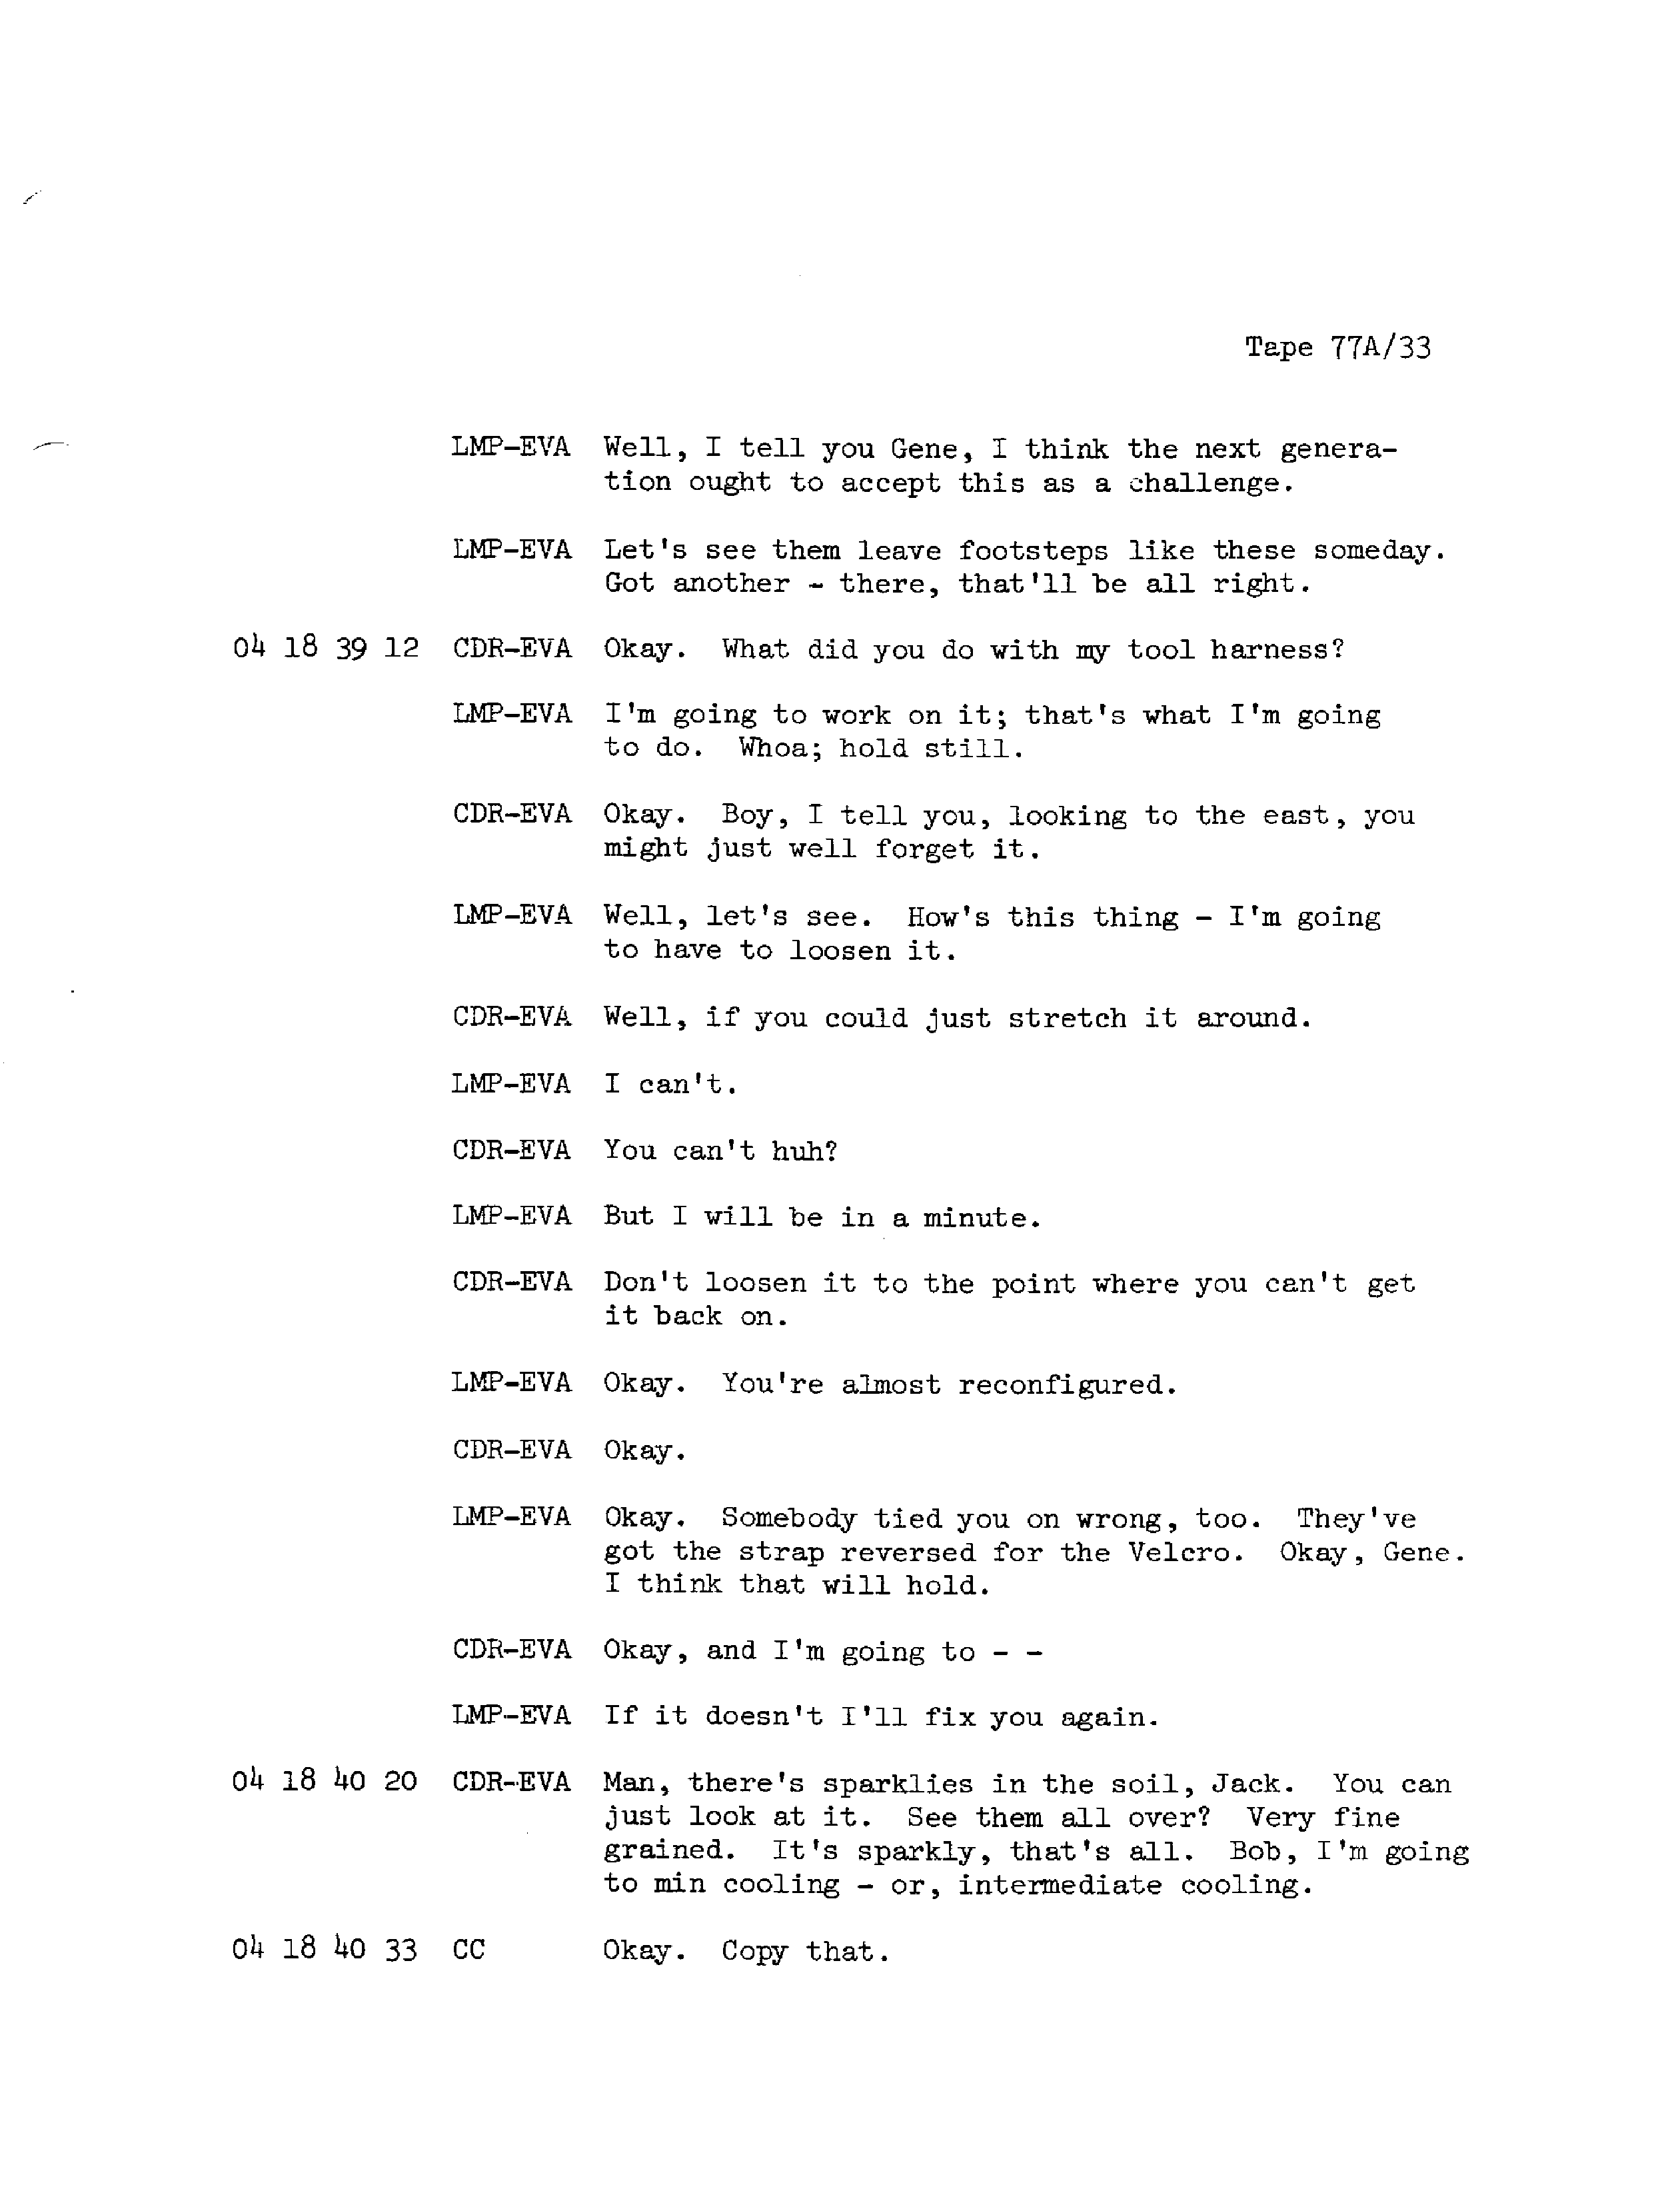 Tape 77A/33
LMP-EVA Well, I tell you Gene, I think the next genera-
tion ought to accept this as a challenge.
LMP-EVA Let's see them leave footsteps like these someday.
Got another - there, that'll be all right.
04 18 39 12 CDR-EVA Okay. What did you do with my tool harness?
LMP-EVA I'm going to work on it; that's what I'm going
to do. Whoa; hold still.
CDR-EVA Okay. Boy, I tell you, looking to the east, you
might just well forget it.
LMP-EVA Well, let's see. How's this thing - I'm going
to have to loosen it.
CDR-EVA Well, if you could just stretch it around.
LMP-EVA I can't.
CDR-EVA You can't huh?
LMP-EVA But I will be in a minute.
CDR-EVA Don't loosen it to the point where you can't get
it back on.
LMP-EVA Okay. You're almost reconfigured.
CDR-EVA Okay.
LMP-EVA Okay. Somebody tied you on wrong, too. They've
got the strap reversed for the Velcro. Okay, Gene.
I think that will hold.
CDR-EVA Okay, and I'm going to - -
LMP-EVA If it doesn't I'll fix you again.
04 18 40 20 CDR-EVA Man, there's sparklies in the soil, Jack. You can
just look at it. See them all over? Very fine
grained. It's sparkly, that's all. Bob, I'm going
to min cooling - or, intermediate cooling.
04 18 40 33 CC Okay. Copy that.